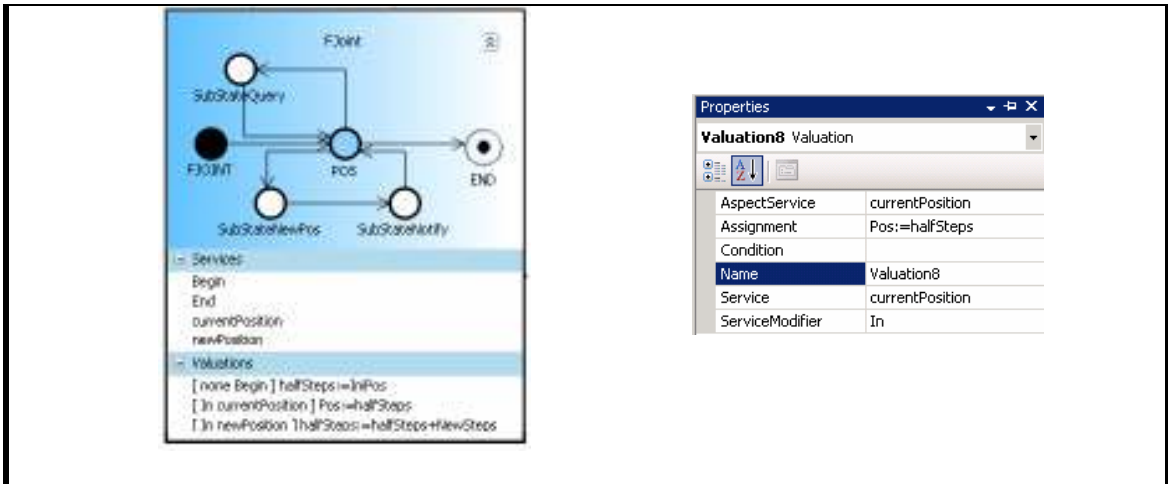 FJoint
SubStateQuery
FJOINT
POS
END
SubStateNewPos
SubStateNotify
Services
Begin
End
currentPosition
newPosition
Valuations
[ none Begin ] halfSteps:=IniPos
[ In currentPosition ] Pos:=halfSteps
[ In newPosition ]halfSteps:=halfSteps+NewSteps
Properties
Valuation8 Valuation
AspectService currentPosition
Assignment Pos:=halfSteps
Condition
Name Valuation8
Service currentPosition
ServiceModifier In